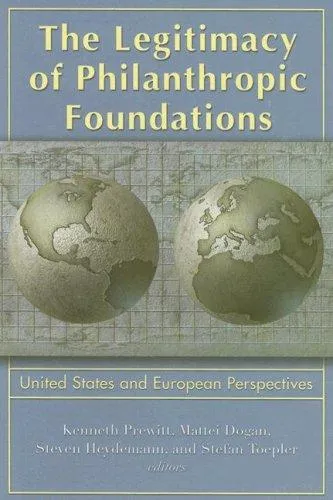 The Legitimacy
of Philanthropic
Foundations
United States and European Perspectives
Kenneth Prewitt, Mattei Dogan,
Steven Heydemann, and Stefan Toepler
editors